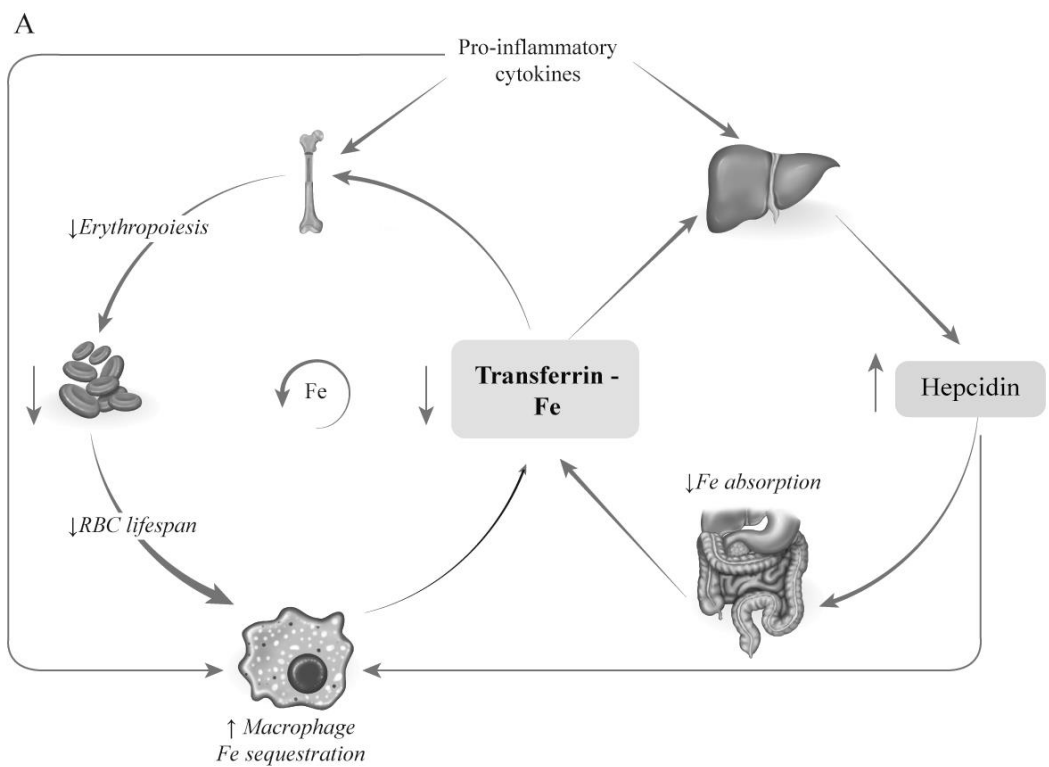 A
Pro-inflammatory
cytokines
↓Erythropoiesis
Fe
Transferrin -
Fe
Hepcidin
↓Fe absorption
↓RBC lifespan
↑ Macrophage
Fe sequestration